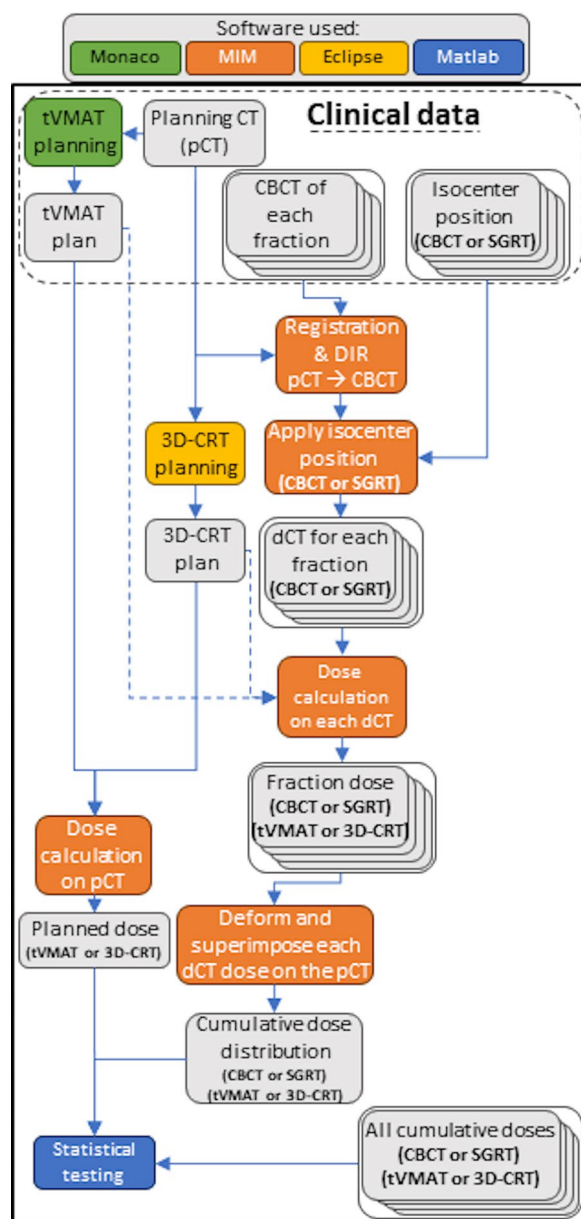 Software used:
Monaco
MIM
Eclipse
Matlab
Clinical data
tVMAT
planning
Planning CT
(pCT)
tVMAT
plan
CBCT of
each
fraction
Isocenter
position
(CBCT or SGRT)
Registration
& DIR
pCT → CBCT
3D-CRT
planning
Apply isocenter
position
(CBCT or SGRT)
3D-CRT
plan
dCT for each
fraction
(CBCT or SGRT)
Dose
calculation
on each dCT
Fraction dose
(CBCT or SGRT)
(tVMAT or 3D-CRT)
Dose
calculation
on pCT
Planned dose
(tVMAT or 3D-CRT)
Deform and
superimpose each
dCT dose on the pCT
Cumulative dose
distribution
(CBCT or SGRT)
(tVMAT or 3D-CRT)
Statistical
testing
All cumulative doses
(CBCT or SGRT)
(tVMAT or 3D-CRT)